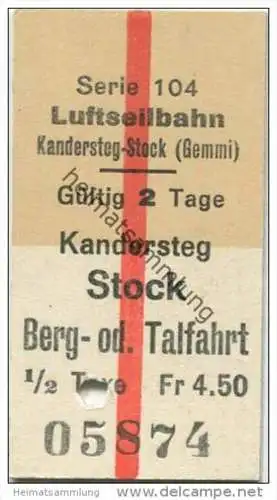 Serie 104
Luftseilbahn
Kandersteg-Stock (Gemmi)
Gültig 2 Tage
Kandersteg
Stock
Berg- od. Talfahrt
1/2 Taxe Fr 4.50
05874
heimatsammlung
Heimatsammlung
www.delcampe.net